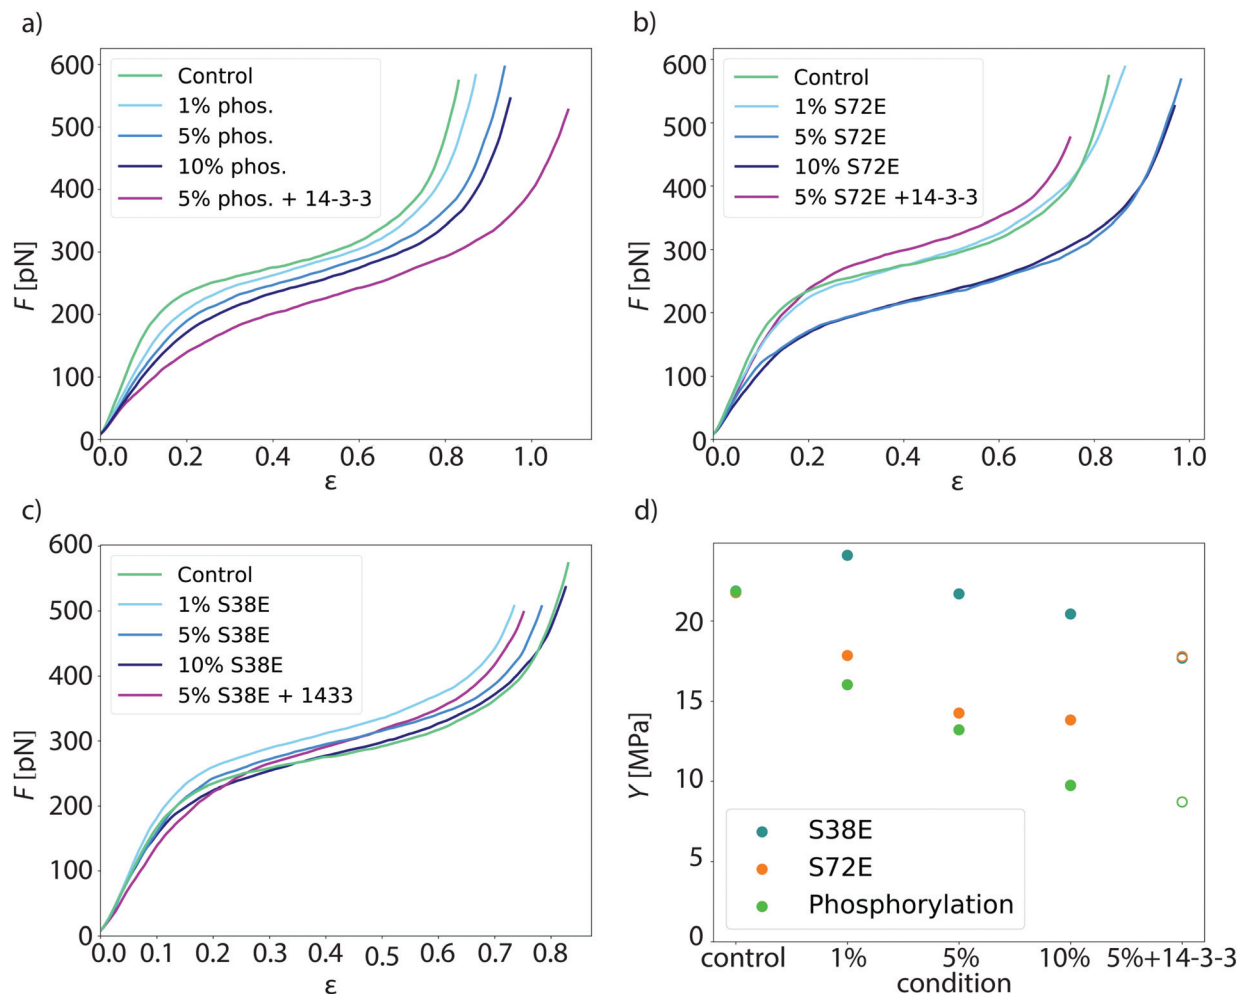 a)
600
500
400
300
200
100
0
F [pN]
Control
1% phos.
5% phos.
10% phos.
5% phos. + 14-3-3
0.0 0.2 0.4 0.6 0.8 1.0
ε
b)
600
500
400
300
200
100
0
F [pN]
Control
1% S72E
5% S72E
10% S72E
5% S72E +14-3-3
0.0 0.2 0.4 0.6 0.8 1.0
ε
c)
600
500
400
300
200
100
0
F [pN]
Control
1% S38E
5% S38E
10% S38E
5% S38E + 1433
0.0 0.1 0.2 0.3 0.4 0.5 0.6 0.7 0.8
ε
d)
20
15
10
5
0
Y [MPa]
S38E
S72E
Phosphorylation
control 1% 5% 10% 5%+14-3-3
condition